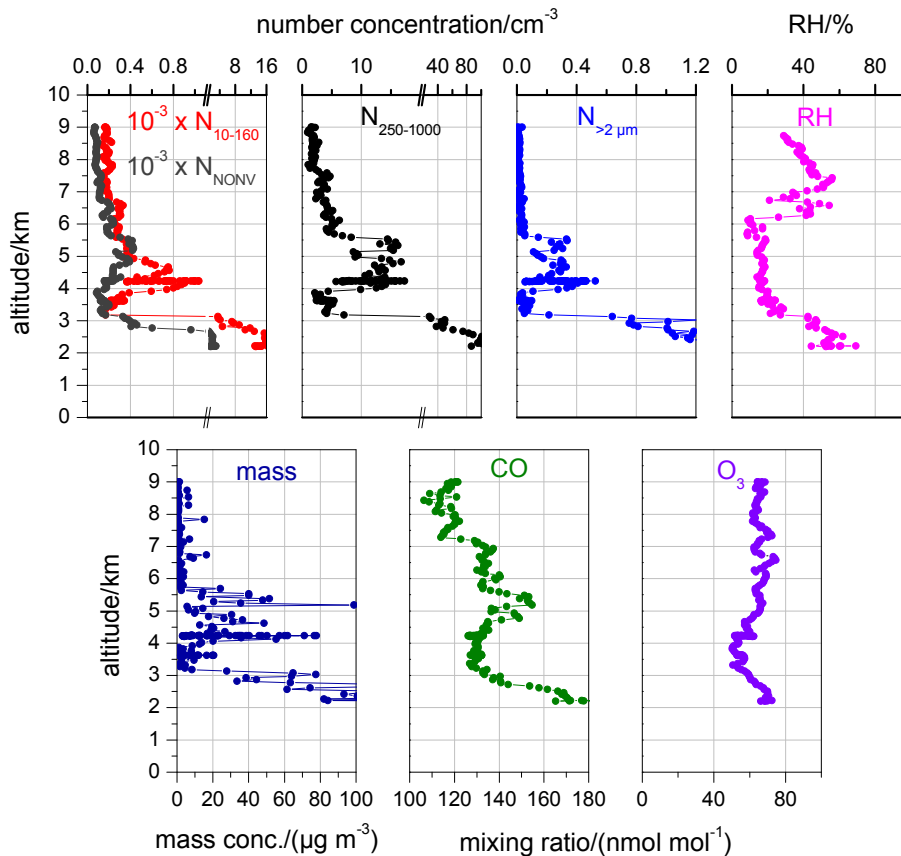 number concentration/cm⁻³ RH/%
0.0 0.4 0.8 8 16 0 10 40 80 0.0 0.4 0.8 1.2 0 40 80
10⁻³ x N₁₀₋₁₆₀
10⁻³ x N_NONV
N₂₅₀₋₁₀₀₀
N_>2 µm
RH
altitude/km
10
9
8
7
6
5
4
3
2
1
0
mass
CO
O₃
altitude/km
10
9
8
7
6
5
4
3
2
1
0
0 20 40 60 80 100 120 140 160 180 0 40 80
mass conc./(µg m⁻³) mixing ratio/(nmol mol⁻¹)